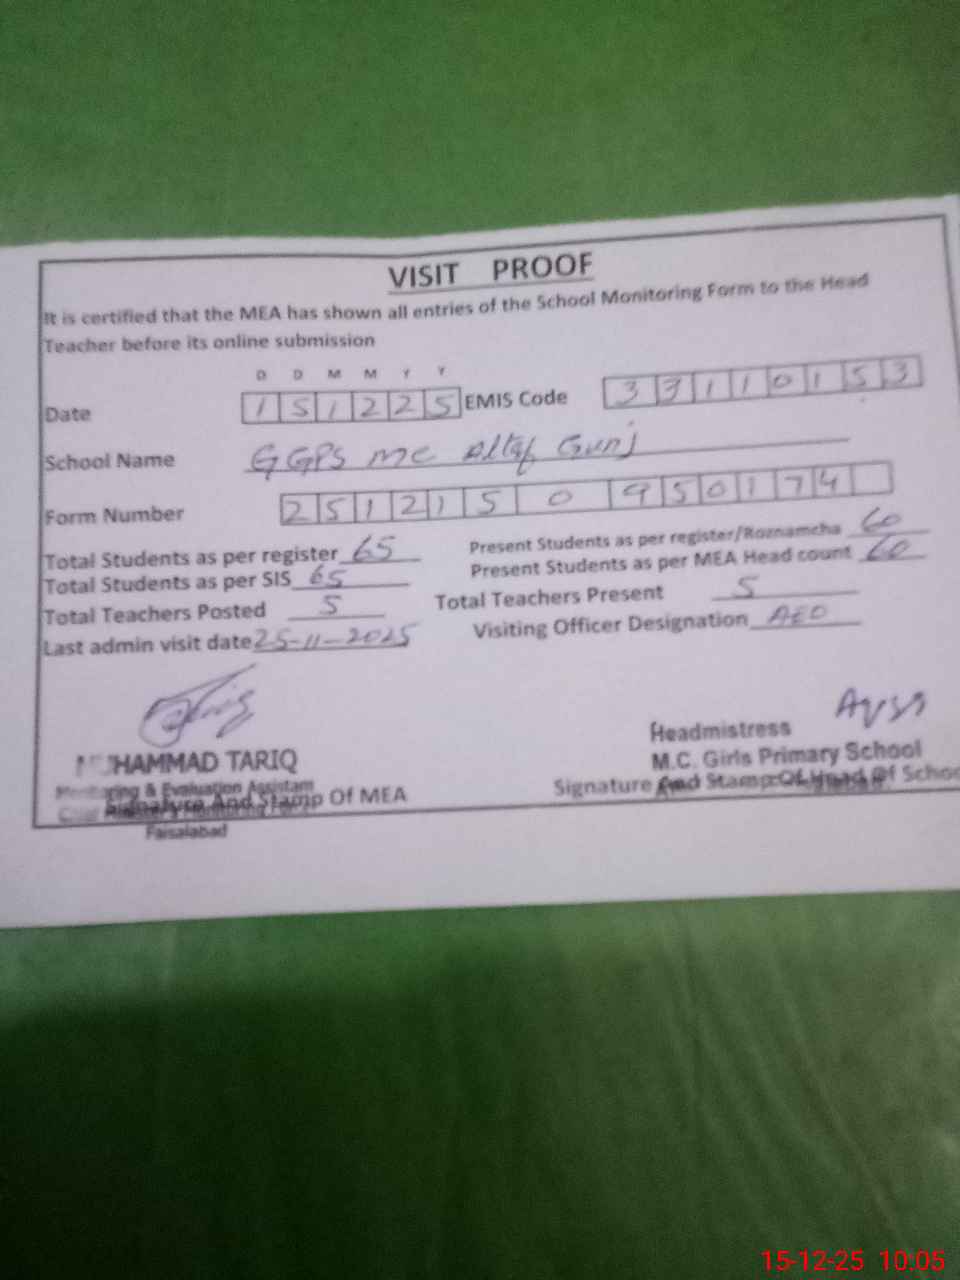 VISIT PROOF
It is certified that the MEA has shown all entries of the School Monitoring Form to the Head
Teacher before its online submission
D D M M Y Y
Date 1 5 1 2 2 5 EMIS Code 3 3 1 1 0 1 5 3
School Name GGPS MC Altaf Gunj
Form Number 2 5 1 2 1 5 0 9 5 0 1 7 4
Total Students as per register 65 Present Students as per register/Roznamcha 60
Total Students as per SIS 65 Present Students as per MEA Head count 60
Total Teachers Posted 5 Total Teachers Present 5
Last admin visit date 25-11-2025 Visiting Officer Designation AEO
MUHAMMAD TARIQ Headmistress
Monitoring & Evaluation Assistant M.C. Girls Primary School
Signature And Stamp Of MEA Signature And Stamp Of Head Of School
Faisalabad
15-12-25 10:05